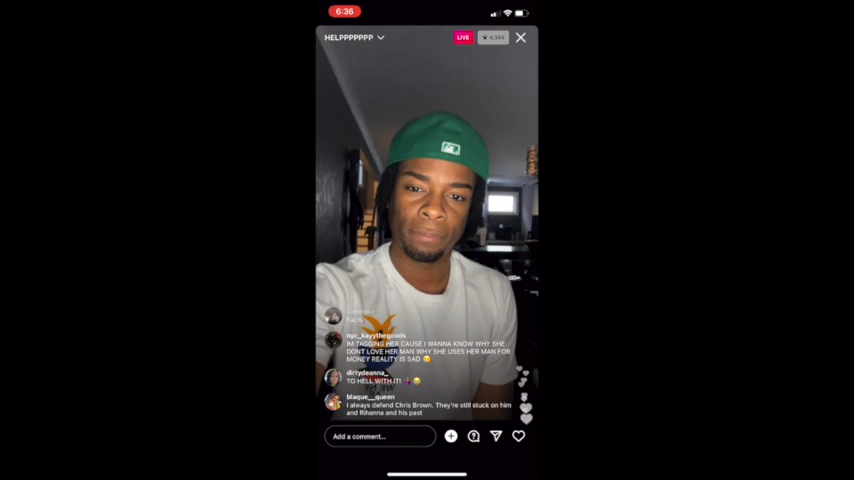 6:36
HELPPPPPPP
LIVE
4,344
nyc_kayythegoods
IM TAGGING HER CAUSE I WANNA KNOW WHY SHE
DONT LOVE HER MAN WHY SHE USES HER MAN FOR
MONEY REALITY IS SAD 😔
dirtydeanna_
TO HELL WITH IT!
blaque__queen
I always defend Chris Brown. They're still stuck on him
and Rihanna and his past
Add a comment...